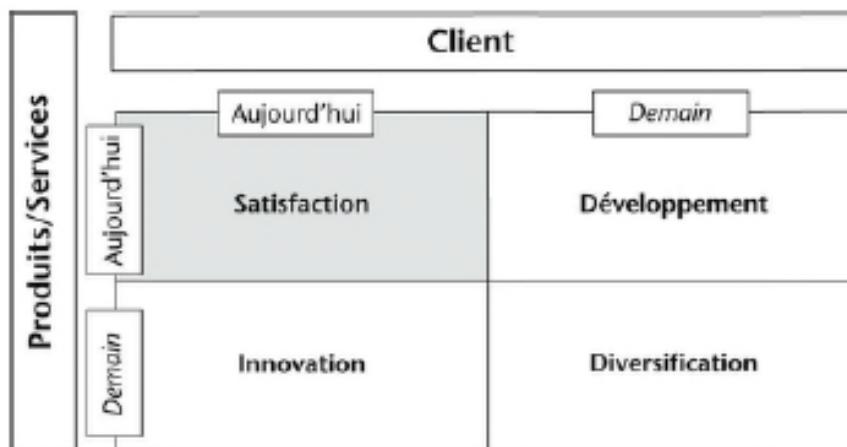 Client
Produits/Services
Aujourd'hui
Demain
Aujourd'hui
Satisfaction
Développement
Demain
Innovation
Diversification